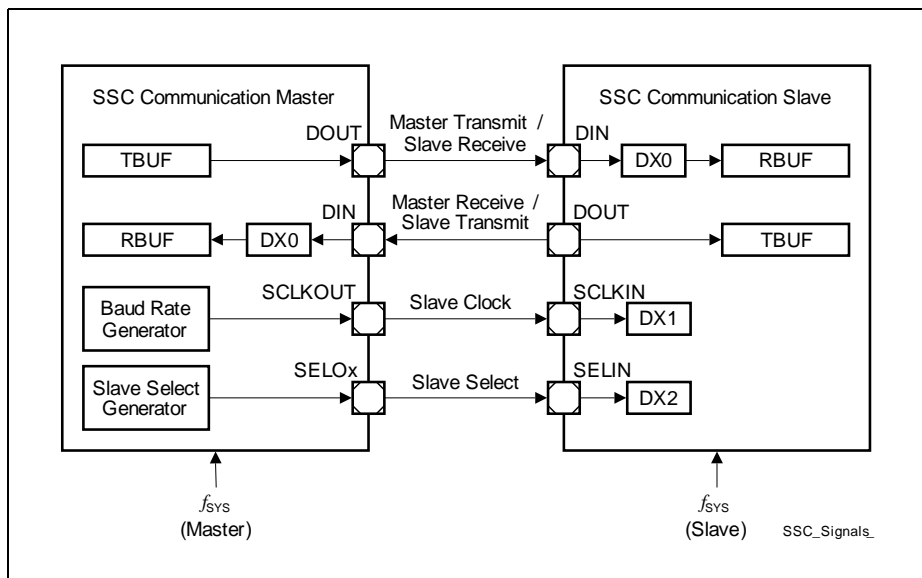 SSC Communication Master
SSC Communication Slave
DOUT
Master Transmit /
Slave Receive
DIN
TBUF
DX0
RBUF
DIN
Master Receive /
Slave Transmit
DOUT
RBUF
DX0
TBUF
SCLKOUT
Slave Clock
SCLKIN
Baud Rate
Generator
DX1
SELOx
Slave Select
SELIN
Slave Select
Generator
DX2
fSYS
(Master)
fSYS
(Slave)
SSC_Signals_